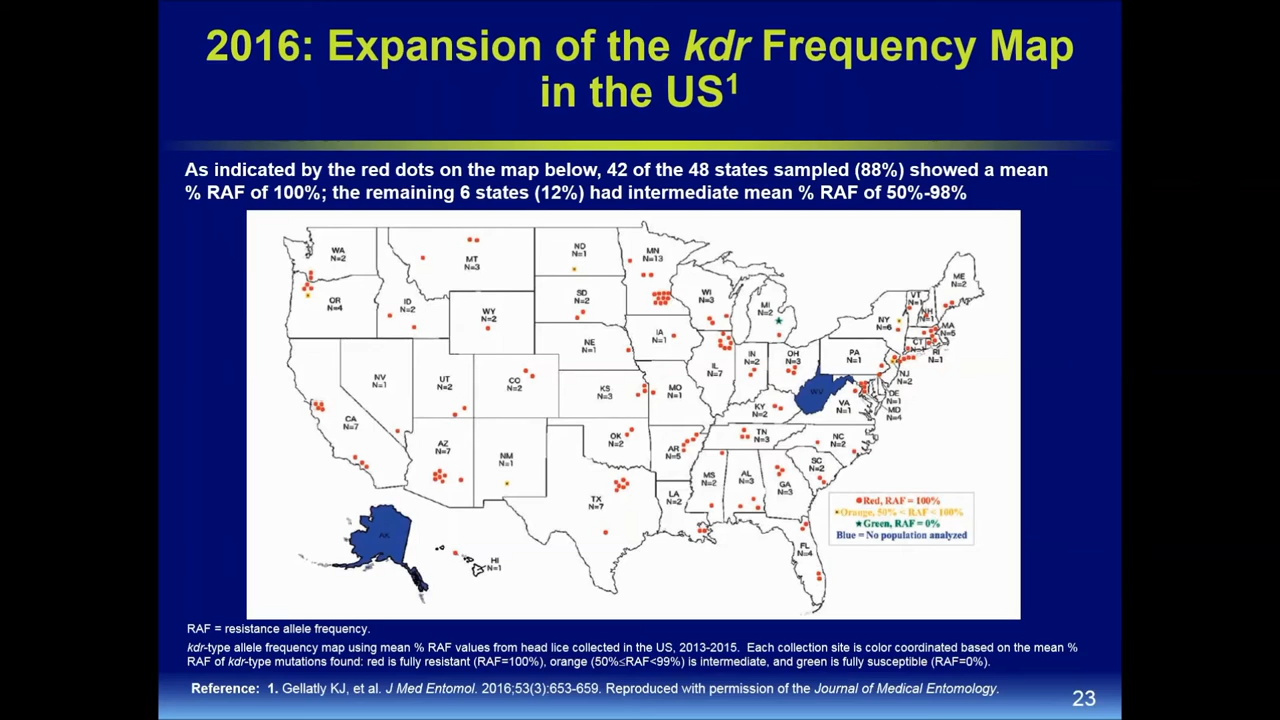 2016: Expansion of the kdr Frequency Map
in the US1
As indicated by the red dots on the map below, 42 of the 48 states sampled (88%) showed a mean
% RAF of 100%; the remaining 6 states (12%) had intermediate mean % RAF of 50%-98%
WA
N=2
MT
N=3
ND
N=1
MN
N=13
ME
N=2
OR
N=4
ID
N=2
WY
N=2
SD
N=2
WI
N=3
MI
N=2
VT
N=1
NH
N=1
NY
N=6
MA
N=5
CT
N=1
RI
N=1
IA
N=1
NE
N=1
PA
N=1
NV
N=1
UT
N=2
CO
N=2
KS
N=3
MO
N=1
IL
N=7
IN
N=2
OH
N=3
NJ
N=2
DE
N=1
MD
N=4
WV
VA
N=1
KY
N=2
CA
N=7
AZ
N=7
NM
N=1
OK
N=2
AR
N=5
TN
N=3
NC
N=2
SC
N=2
MS
N=2
AL
N=3
GA
N=3
TX
N=7
LA
N=2
FL
N=4
AK
HI
N=1
Red, RAF = 100%
Orange, 50% < RAF < 100%
Green, RAF = 0%
Blue = No population analyzed
RAF = resistance allele frequency.
kdr-type allele frequency map using mean % RAF values from head lice collected in the US, 2013-2015. Each collection site is color coordinated based on the mean %
RAF of kdr-type mutations found: red is fully resistant (RAF=100%), orange (50%≤RAF<99%) is intermediate, and green is fully susceptible (RAF=0%).
Reference: 1. Gellatly KJ, et al. J Med Entomol. 2016;53(3):653-659. Reproduced with permission of the Journal of Medical Entomology.
23